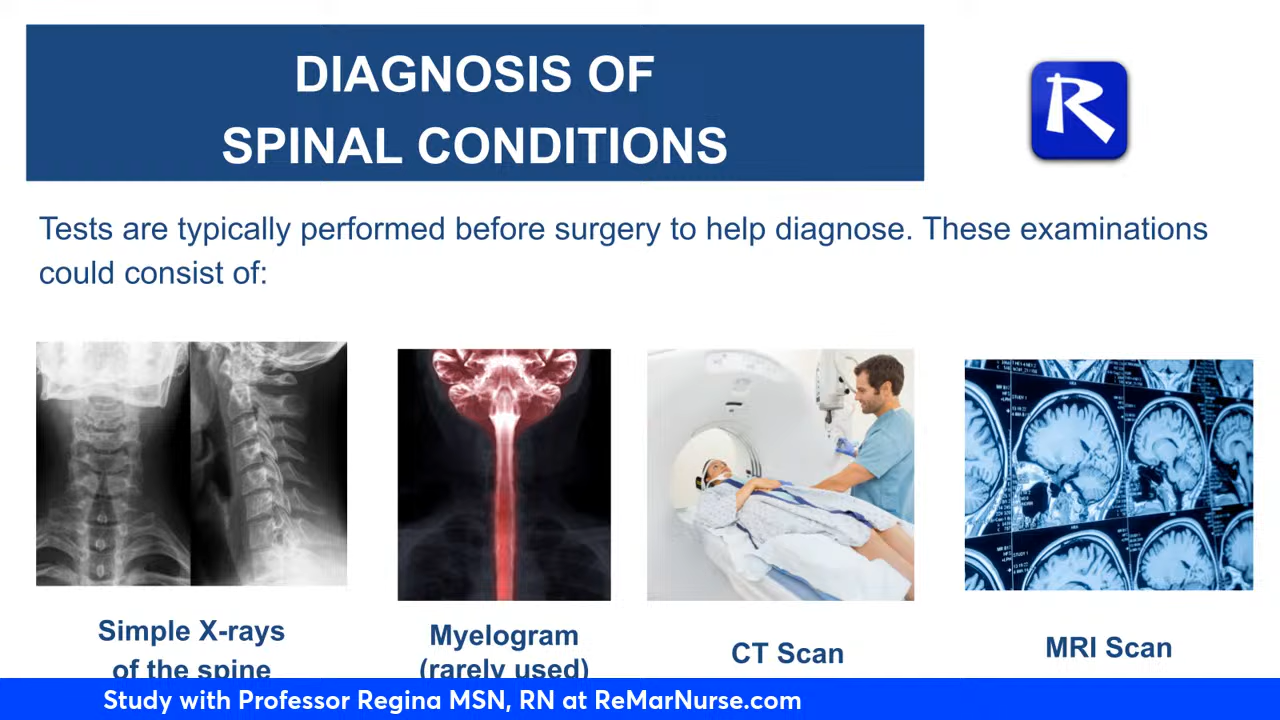 DIAGNOSIS OF
SPINAL CONDITIONS
R
Tests are typically performed before surgery to help diagnose. These examinations
could consist of:
Simple X-rays
of the spine
Myelogram
(rarely used)
CT Scan
MRI Scan
Study with Professor Regina MSN, RN at ReMarNurse.com